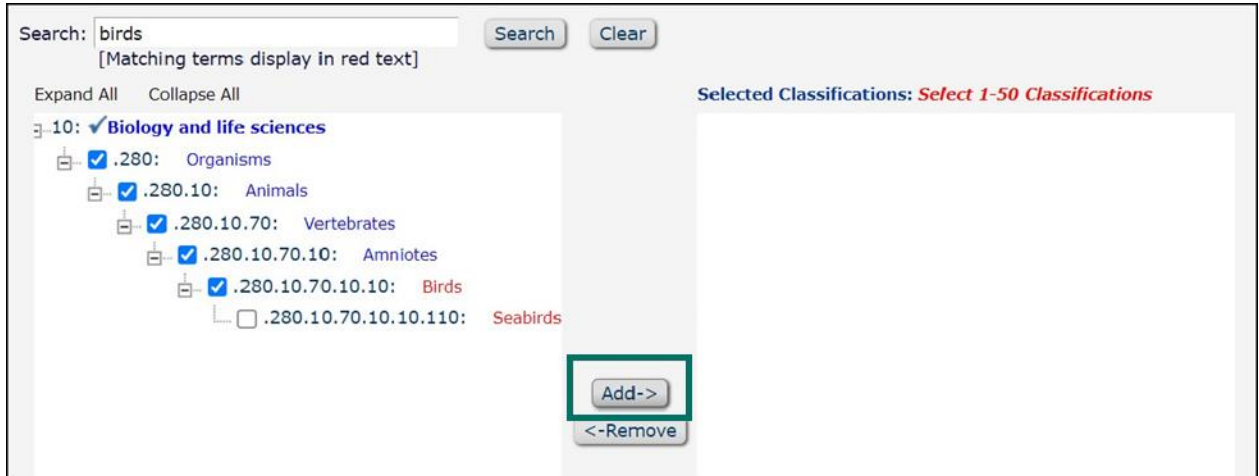 Search: birds Search Clear
[Matching terms display in red text]
Expand All Collapse All Selected Classifications: Select 1-50 Classifications
10: Biology and life sciences
.280: Organisms
.280.10: Animals
.280.10.70: Vertebrates
.280.10.70.10: Amniotes
.280.10.70.10.10: Birds
.280.10.70.10.10.110: Seabirds
Add->
<-Remove